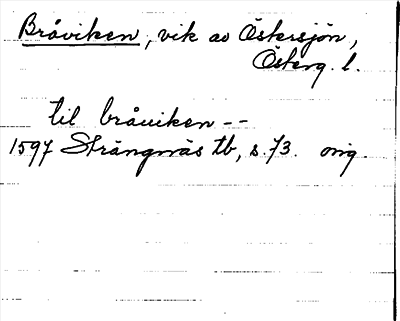 Bråviken, vik av Östersjön,
Österg. l.
til bråuiken --
1597 Strängnäs tb, s. 73. orig.